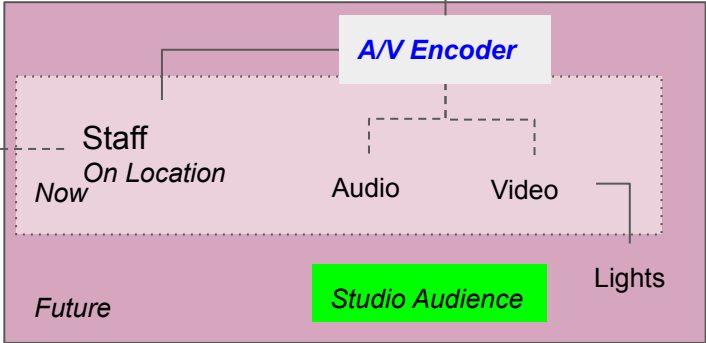 A/V Encoder
Staff
On Location
Now
Audio
Video
Lights
Future
Studio Audience